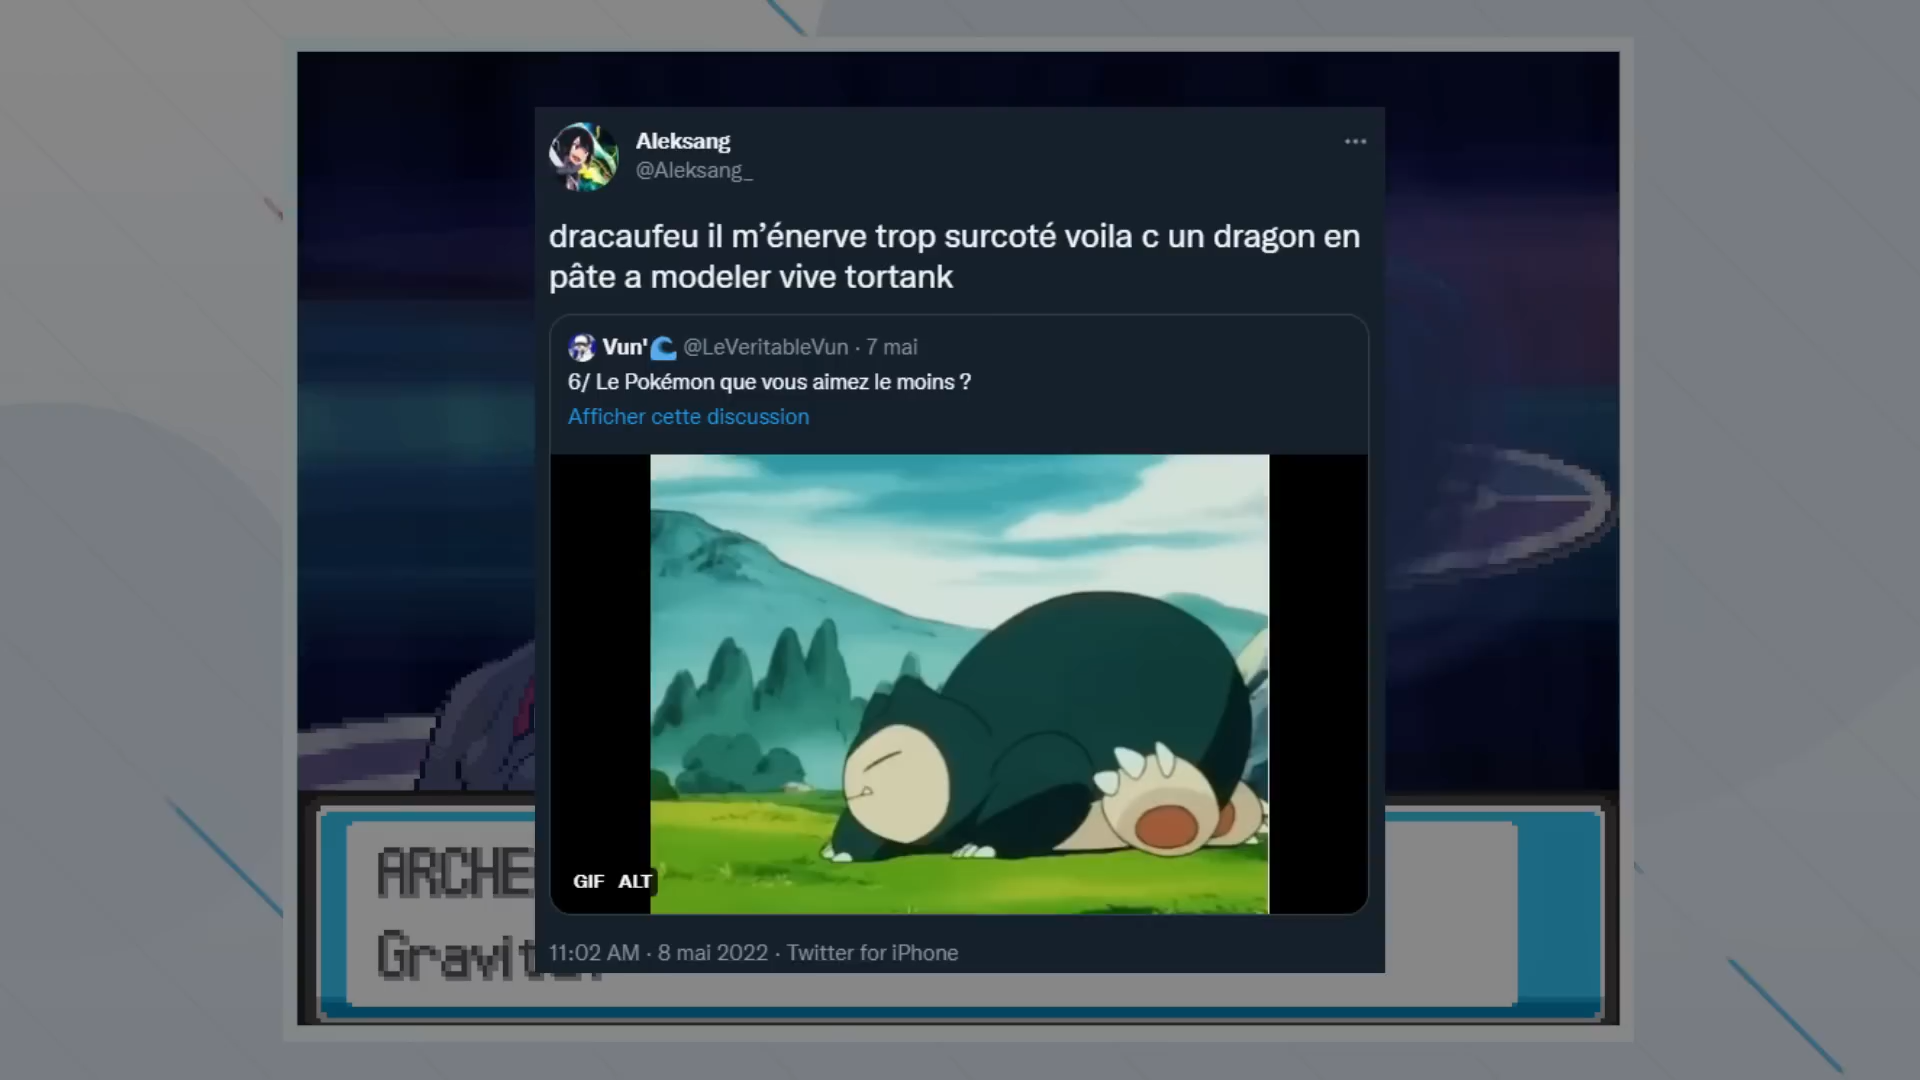 Aleksang
@Aleksang_
dracaufeu il m’énerve trop surcoté voila c un dragon en
pâte a modeler vive tortank
Vun'🌊 @LeVeritableVun · 7 mai
6/ Le Pokémon que vous aimez le moins ?
Afficher cette discussion
GIF ALT
11:02 AM · 8 mai 2022 · Twitter for iPhone
ARCHE
Gravit